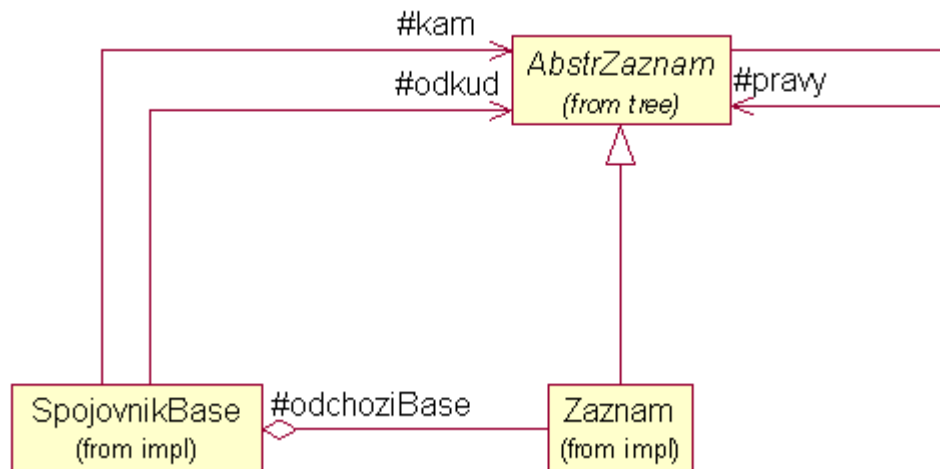 #kam
AbstrZaznam
(from tree)
#odkud
#pravy
SpojovnikBase
(from impl)
#odchoziBase
Zaznam
(from impl)